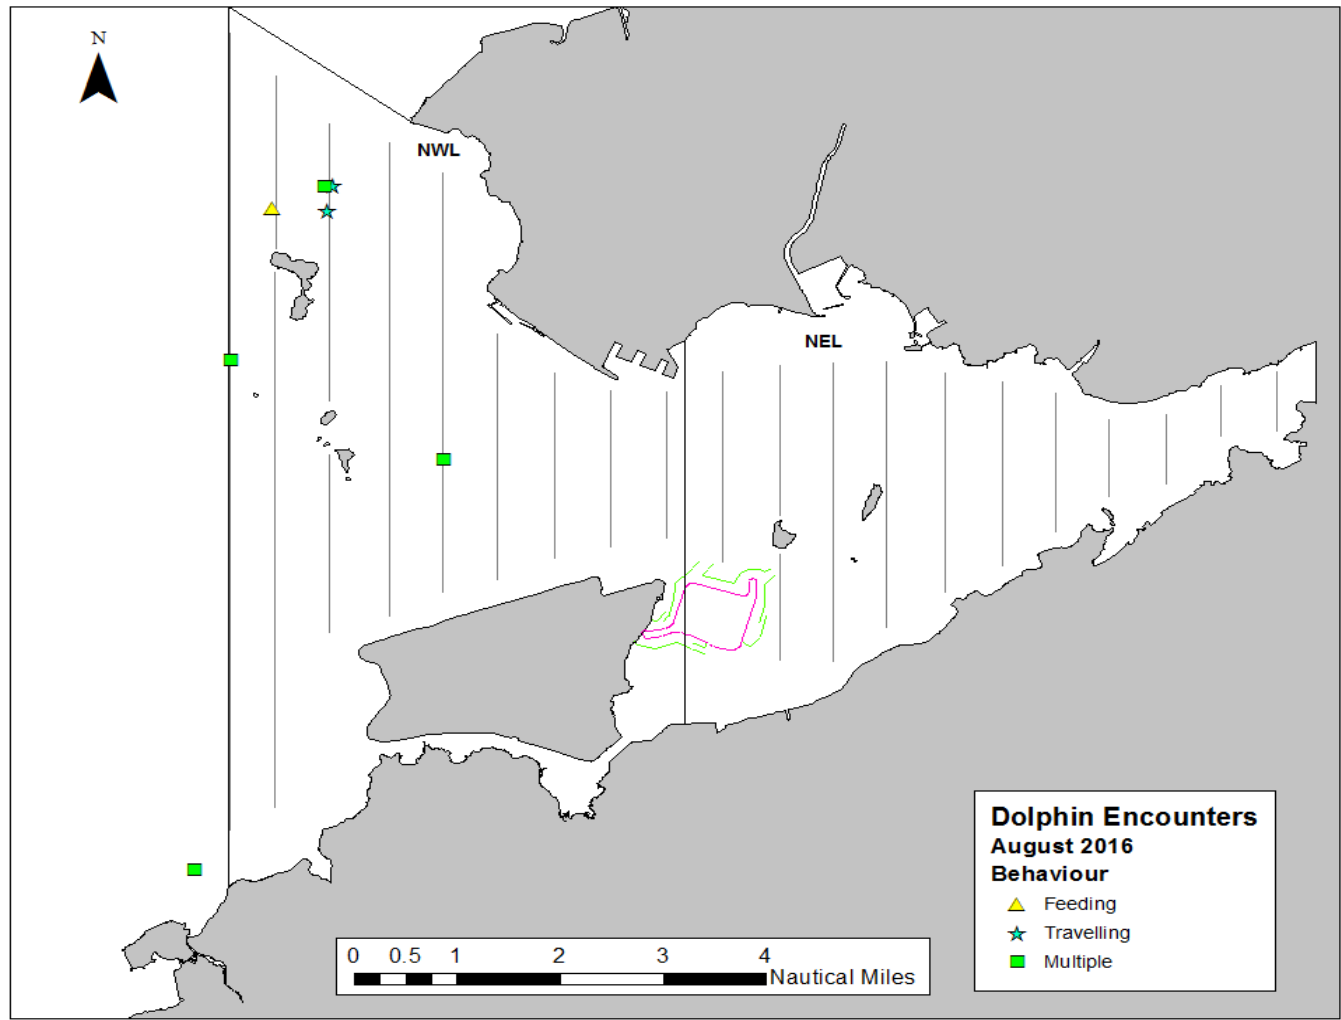 N
NWL
NEL
Dolphin Encounters
August 2016
Behaviour
Feeding
Travelling
Multiple
0 0.5 1 2 3 4
Nautical Miles